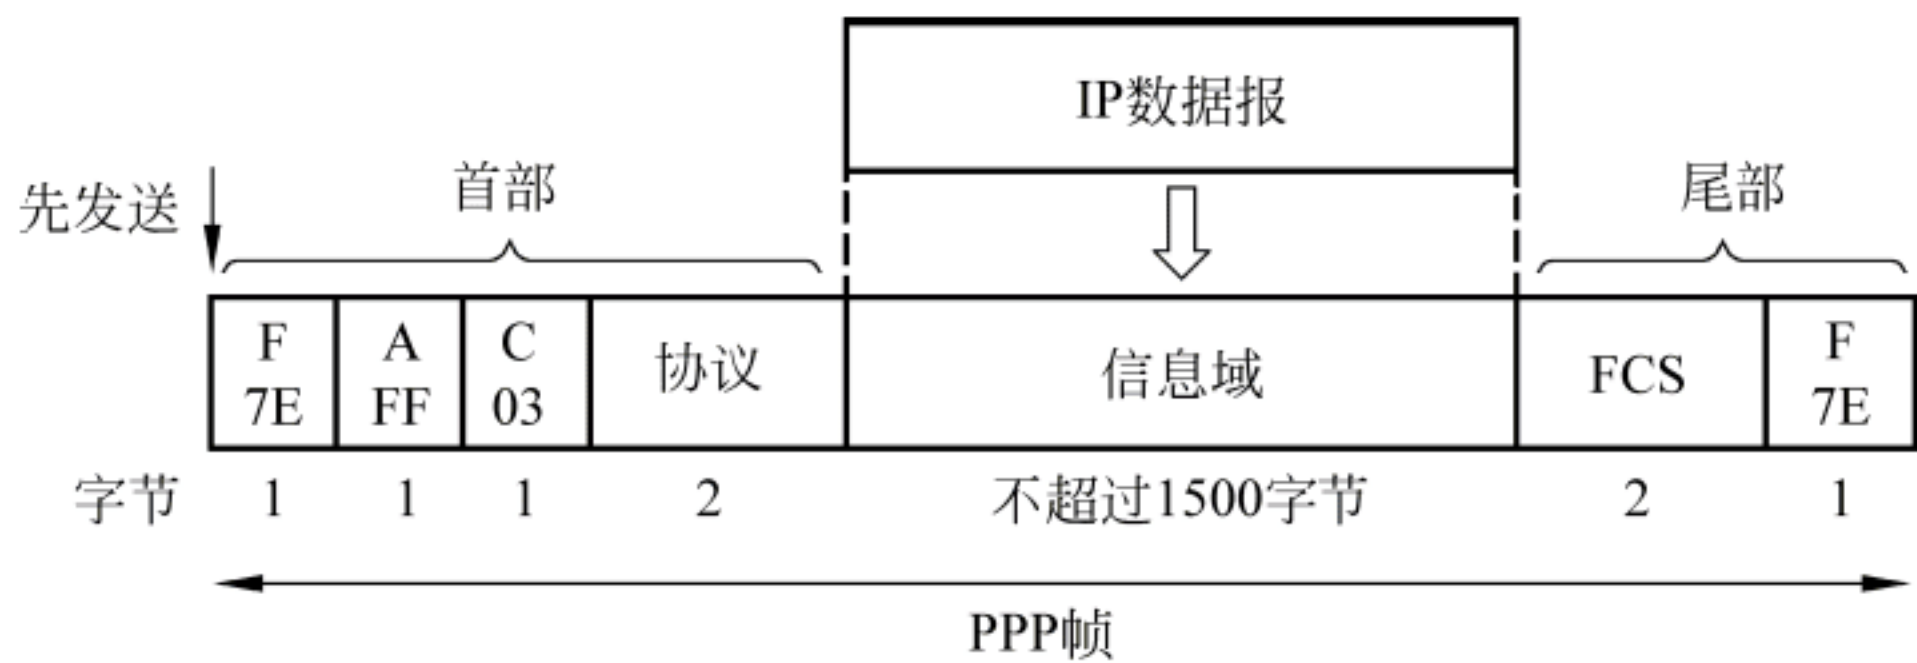 IP数据报
先发送
首部
尾部
F
7E
A
FF
C
03
协议
信息域
FCS
F
7E
字节
1
1
1
2
不超过1500字节
2
1
PPP帧